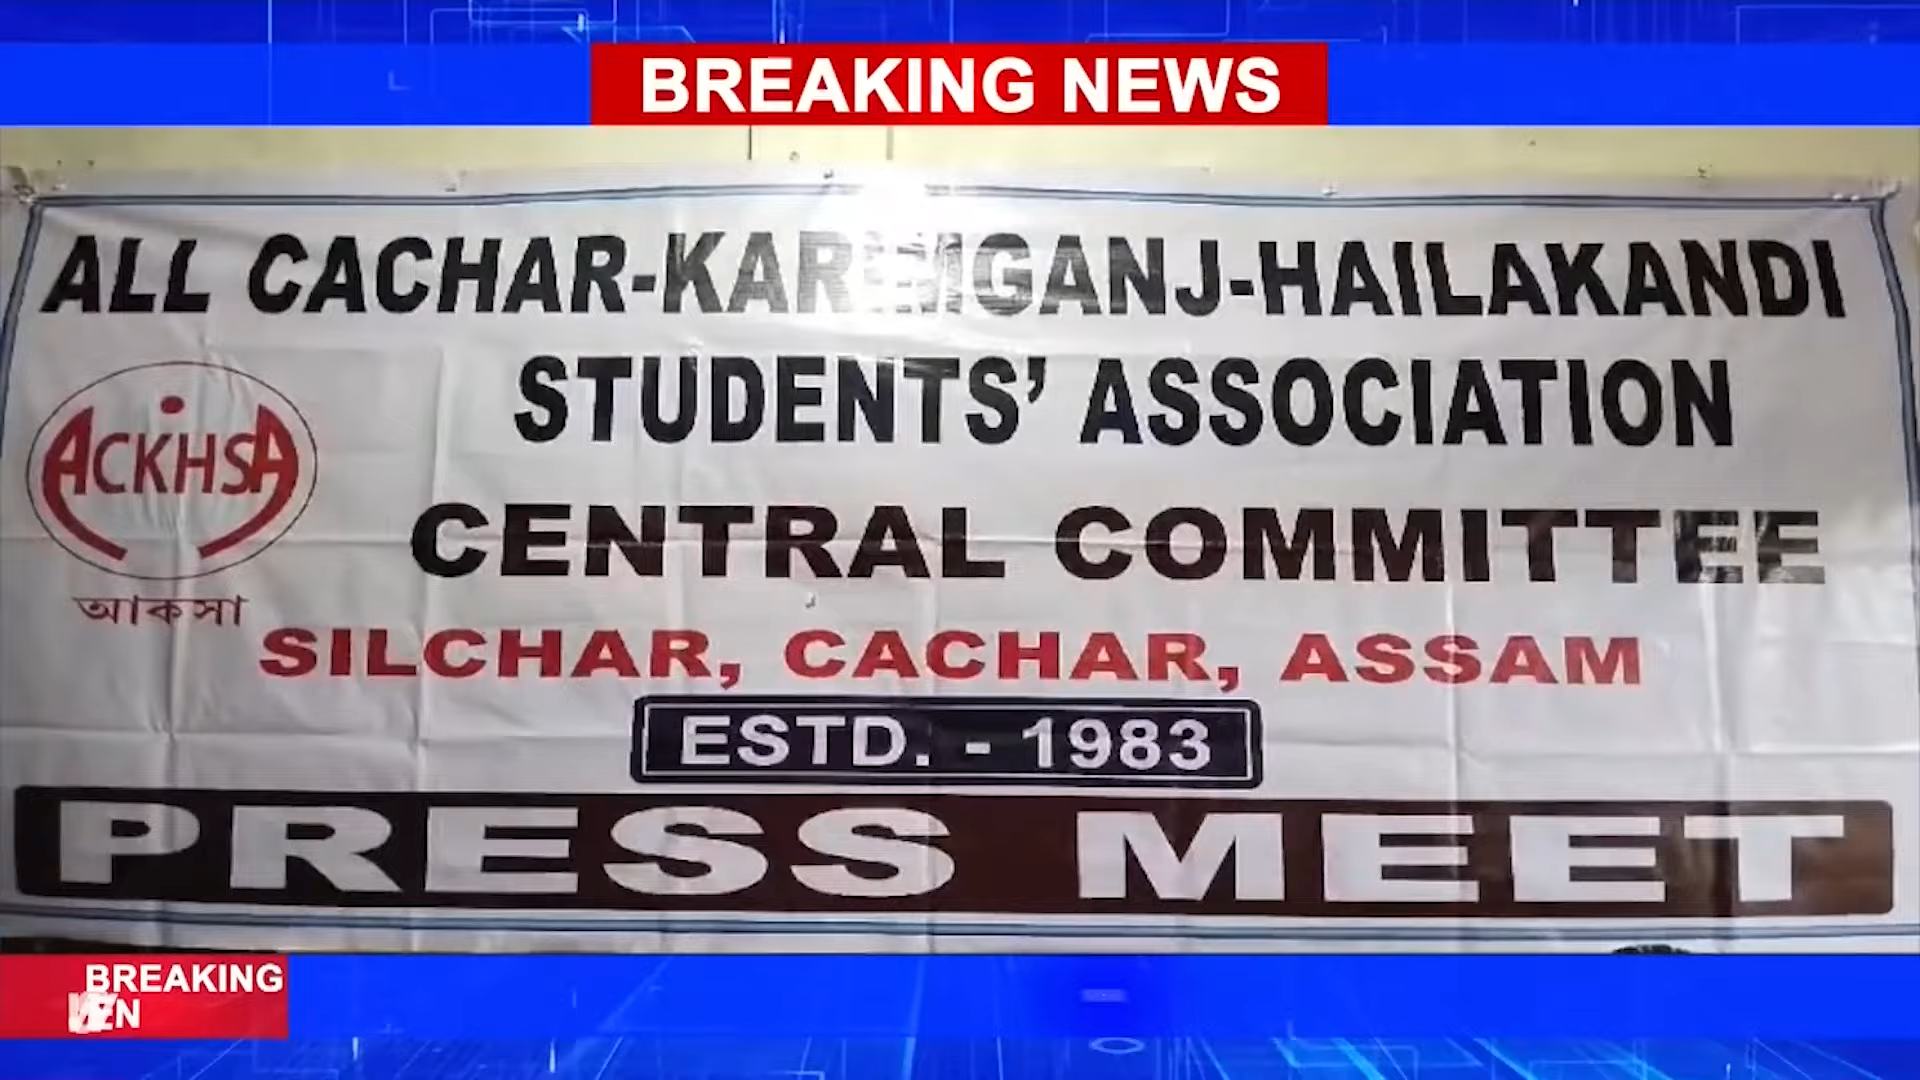 BREAKING NEWS
ALL CACHAR-KARIMGANJ-HAILAKANDI
STUDENTS’ ASSOCIATION
ACKHSA
আকসা
CENTRAL COMMITTEE
SILCHAR, CACHAR, ASSAM
ESTD. - 1983
PRESS MEET
BREAKING